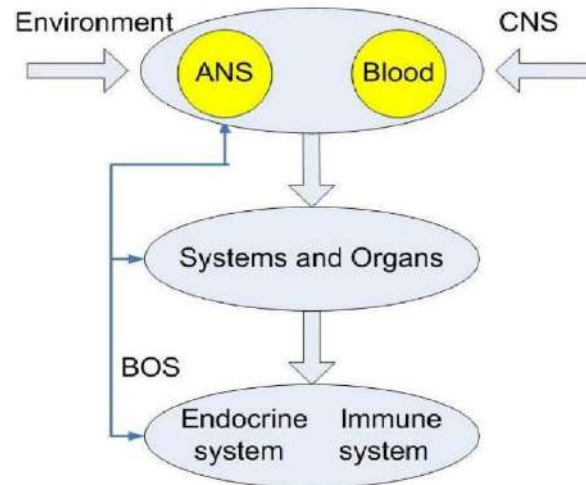 Environment
CNS
ANS
Blood
Systems and Organs
BOS
Endocrine system
Immune system